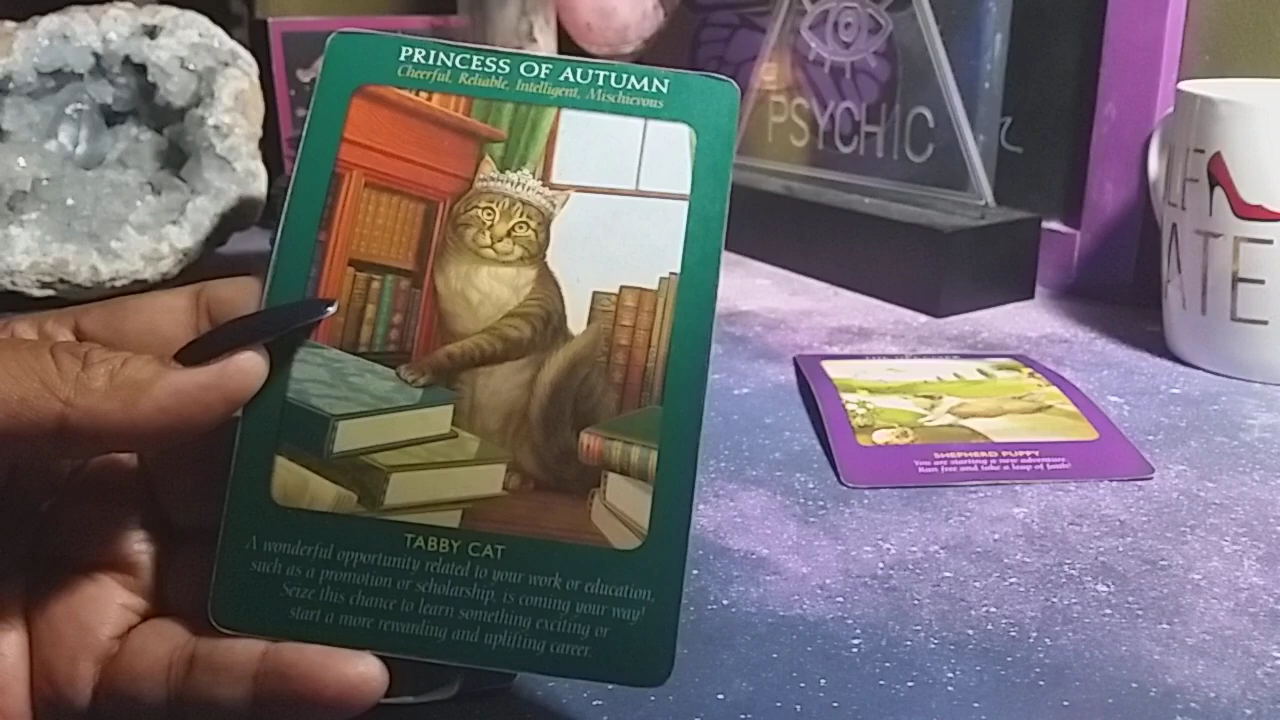 PRINCESS OF AUTUMN
Cheerful, Reliable, Intelligent, Mischievous
TABBY CAT
A wonderful opportunity related to your work or education,
such as a promotion or scholarship, is coming your way!
Seize this chance to learn something exciting or
start a more rewarding and uplifting career.
PSYCHIC
SHEPHERD PUPPY
You are starting a new adventure.
Run free and take a leap of faith!
LE
ATE